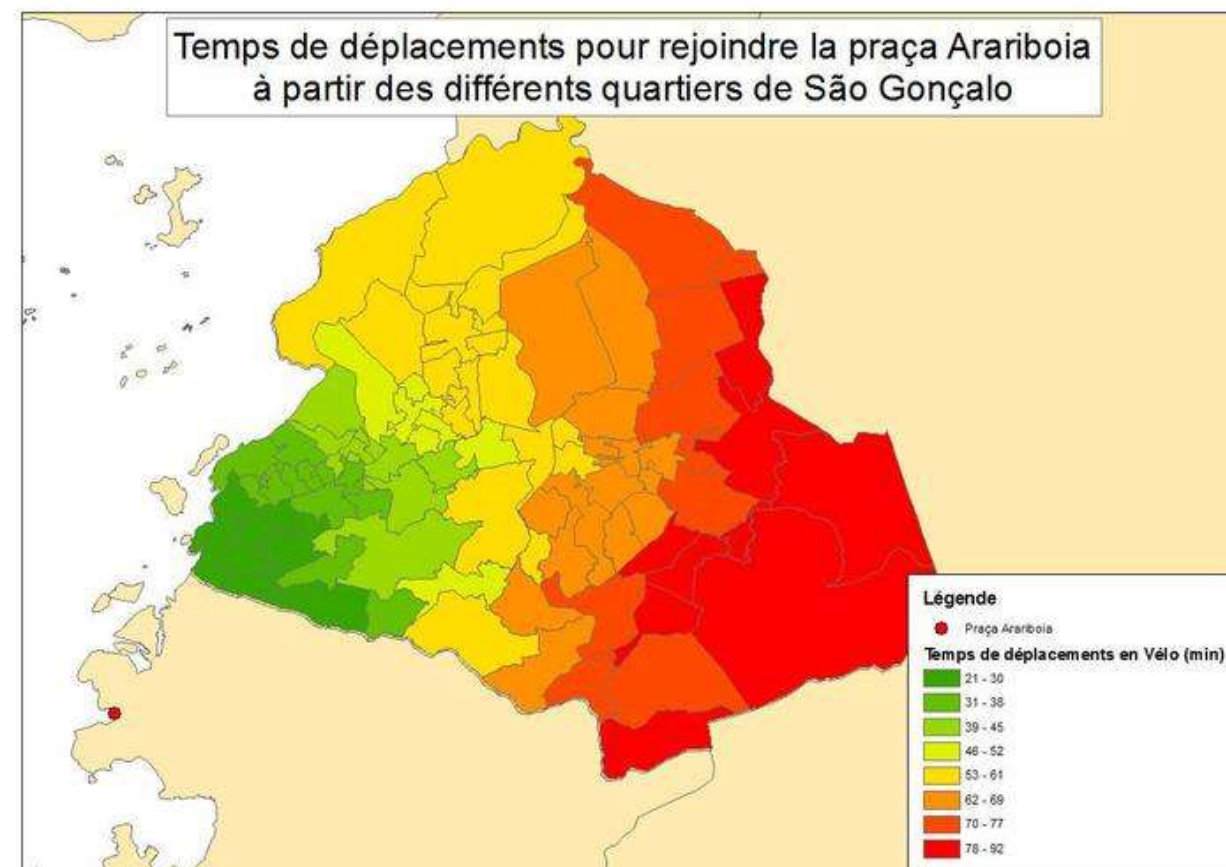 Temps de déplacements pour rejoindre la praça Arariboia
à partir des différents quartiers de São Gonçalo
Légende
Praça Arariboia
Temps de déplacements en Vélo (min)
21 - 30
31 - 38
39 - 45
46 - 52
53 - 61
62 - 69
70 - 77
78 - 92